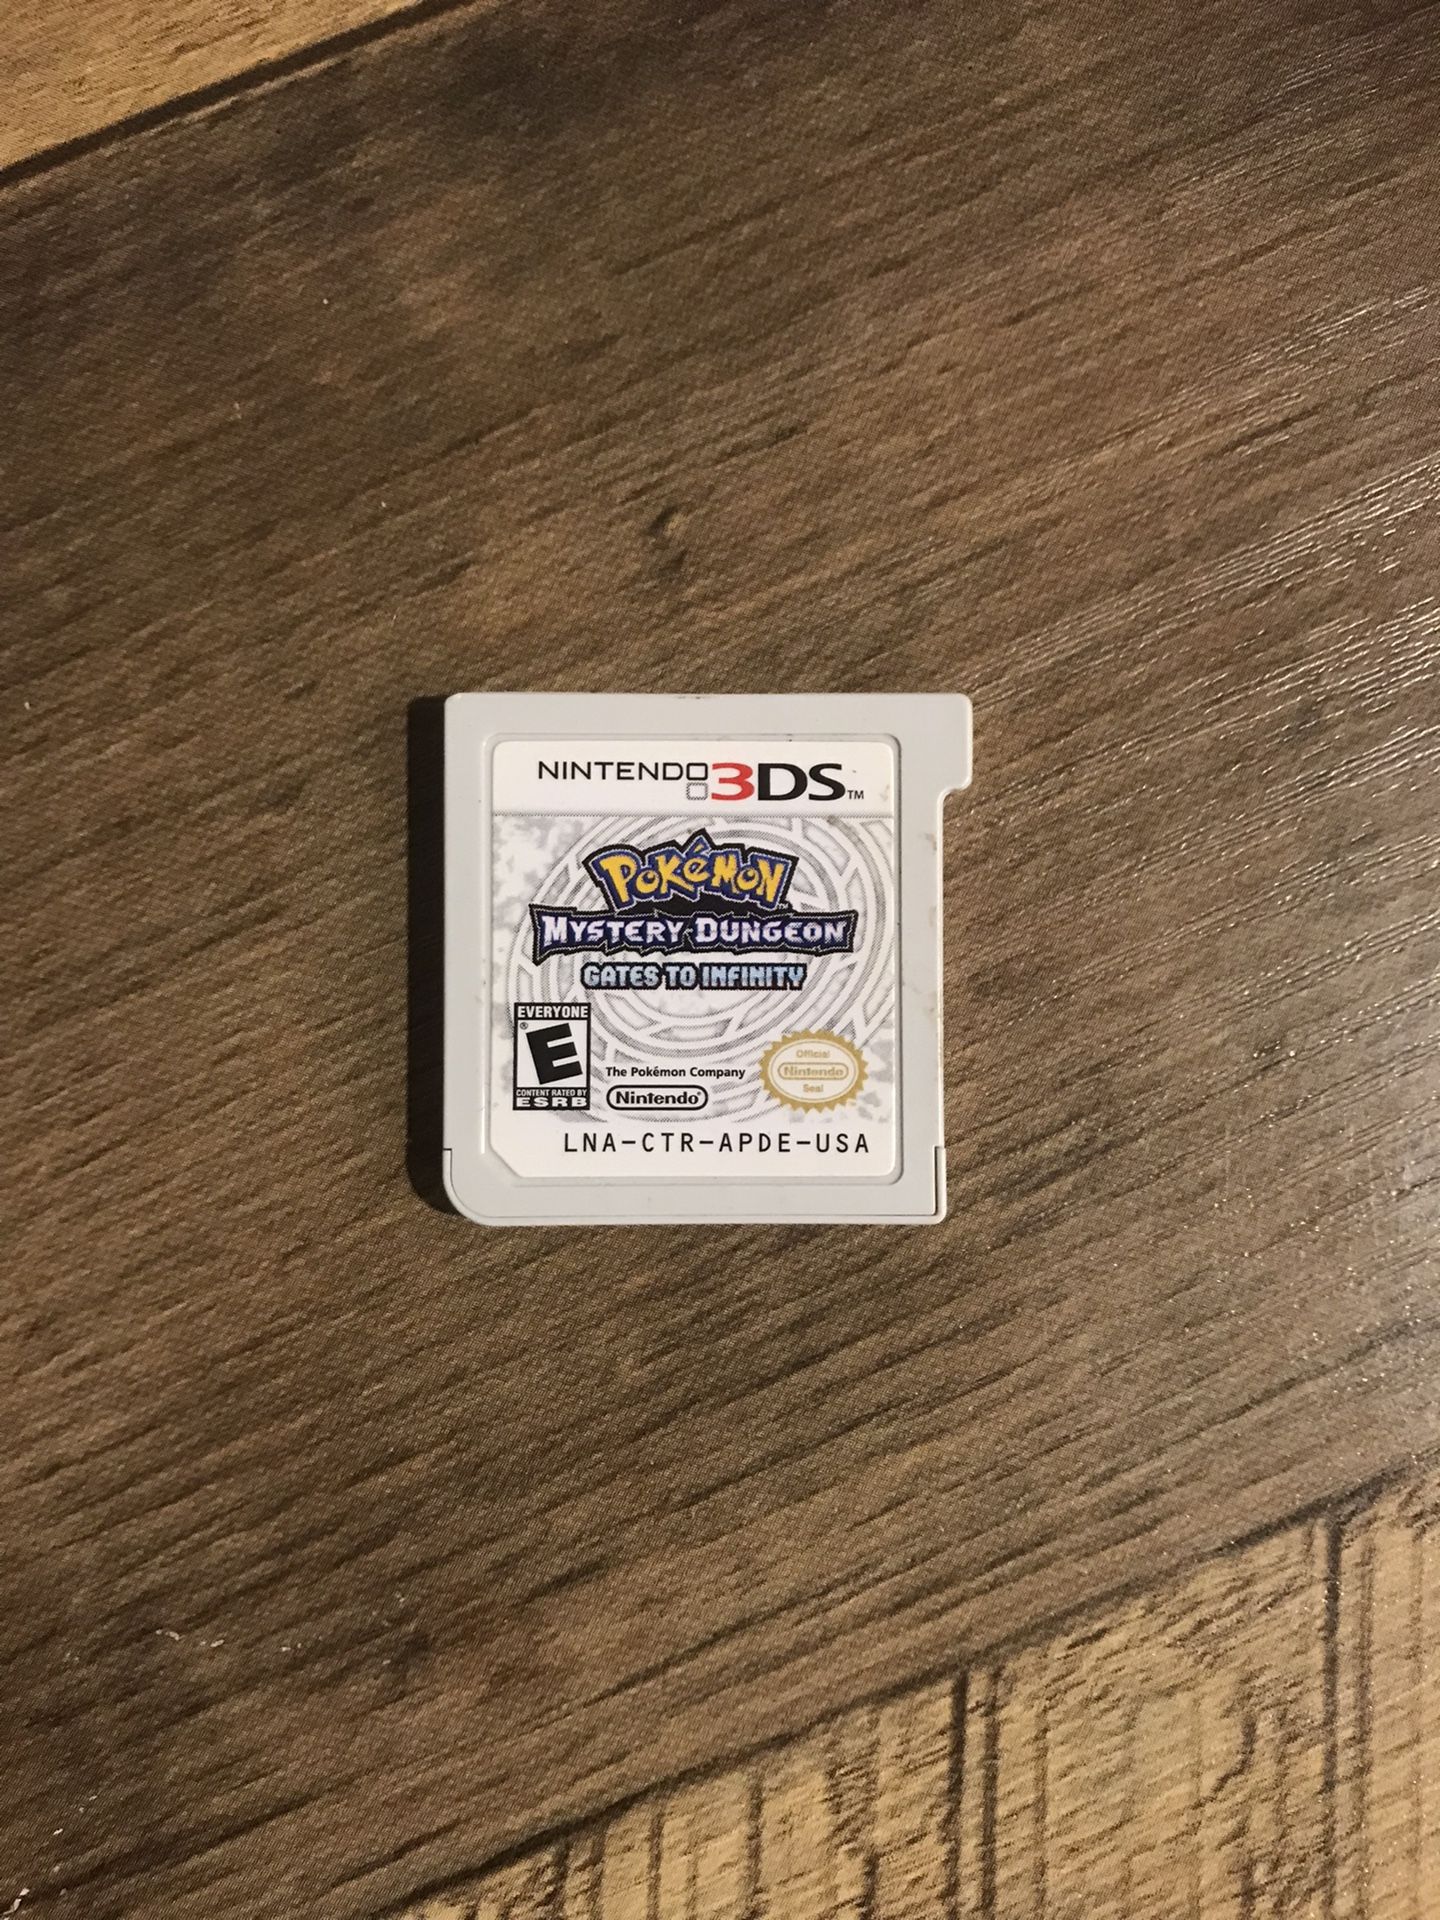 NINTENDO 3DS™
POKéMON
MYSTERY DUNGEON
GATES TO INFINITY
EVERYONE
E
®
CONTENT RATED BY
ESRB
The Pokémon Company
Nintendo®
Official
Nintendo
Seal
LNA-CTR-APDE-USA